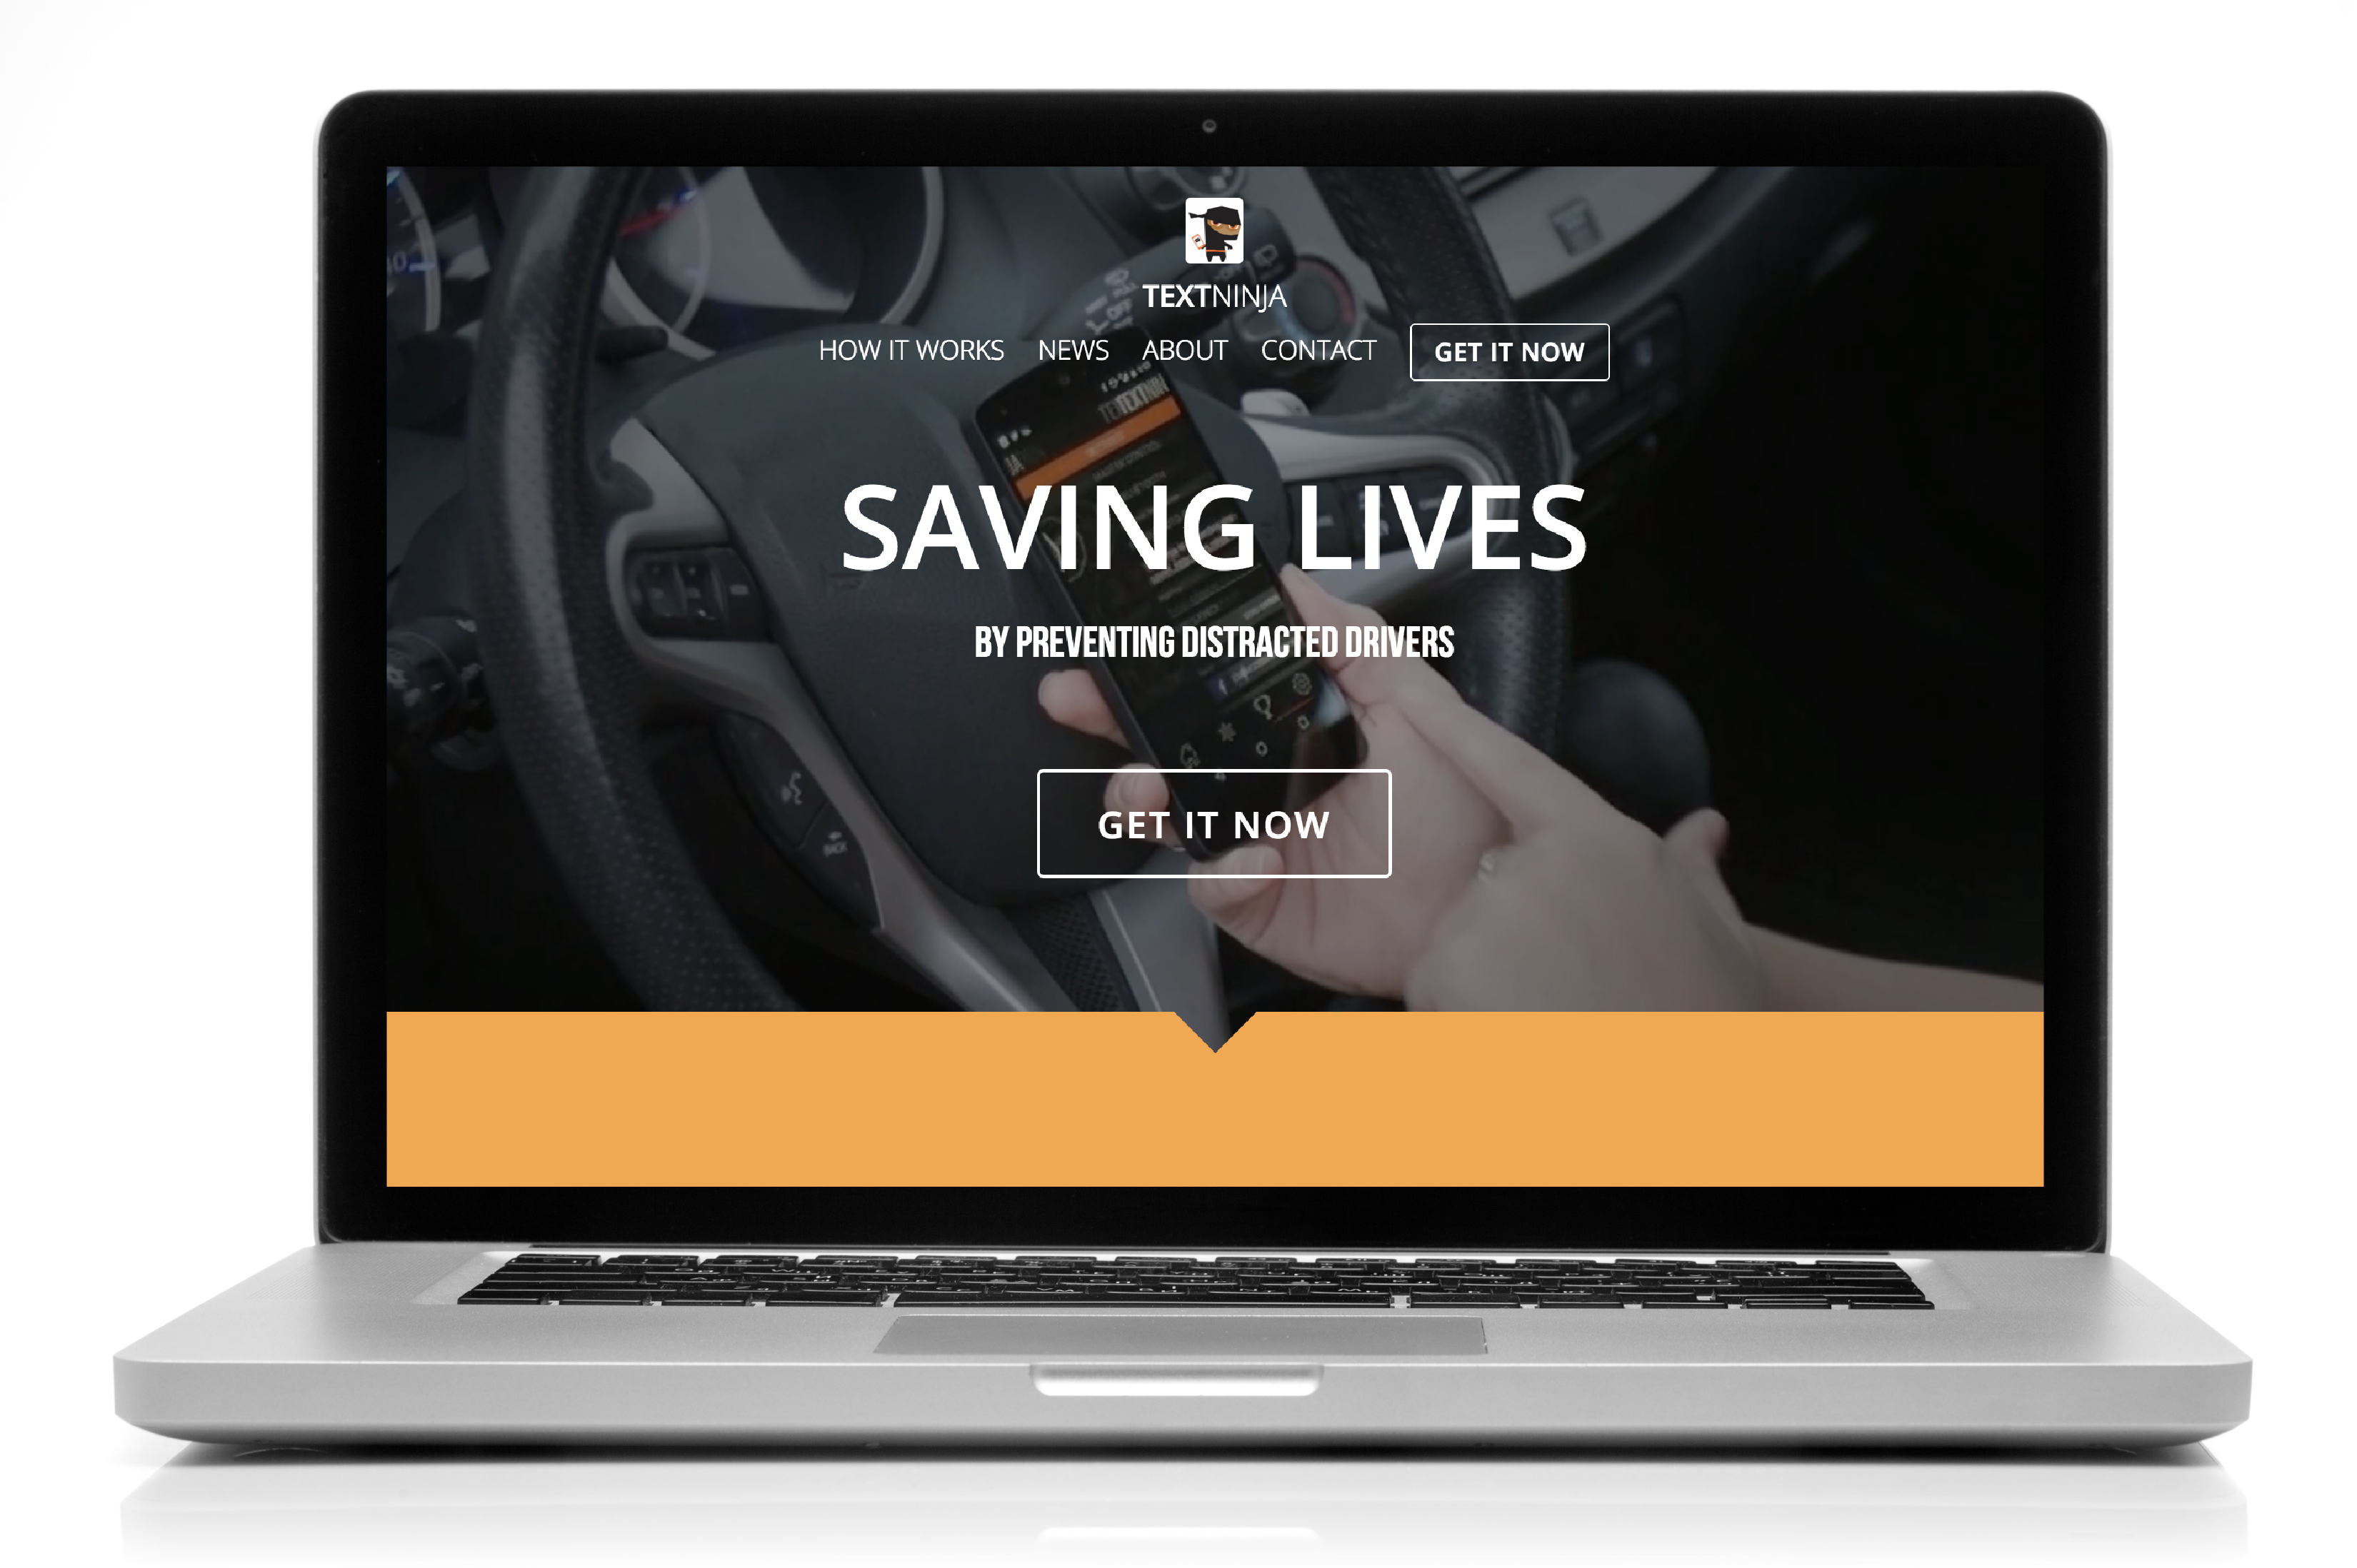 TEXTNINJA
HOW IT WORKS NEWS ABOUT CONTACT GET IT NOW
SAVING LIVES
BY PREVENTING DISTRACTED DRIVERS
GET IT NOW
BACK